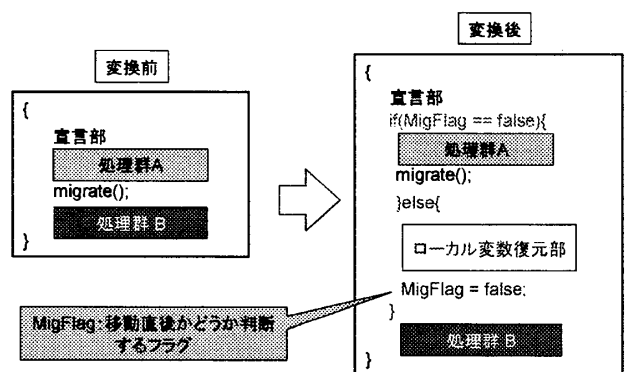 変換前
{
宣言部
処理群A
migrate();
処理群 B
}
変換後
{
宣言部
if(MigFlag == false){
処理群A
migrate();
}else{
ローカル変数復元部
MigFlag = false;
}
処理群 B
}
MigFlag:移動直後かどうか判断
するフラグ